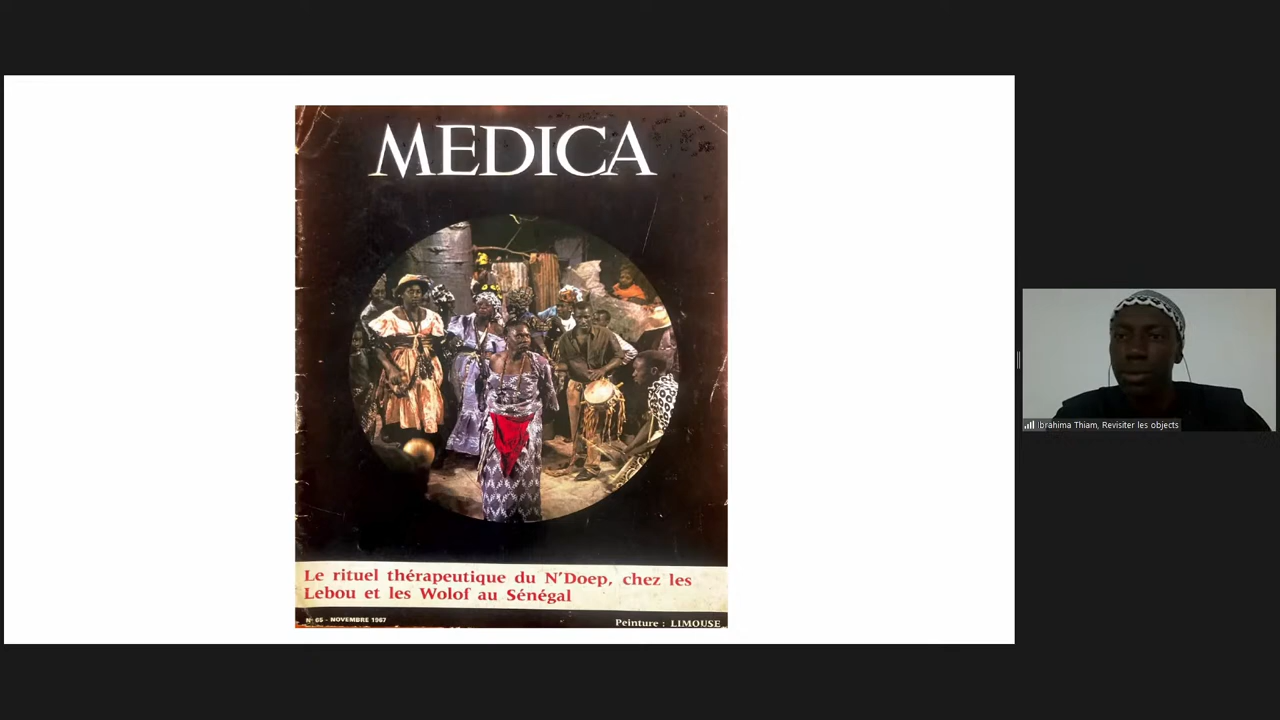 MEDICA
Le rituel thérapeutique du N'Doep, chez les
Lebou et les Wolof au Sénégal
N° 65 - NOVEMBRE 1967
Peinture : LIMOUSE
Ibrahima Thiam, Revisiter les objects